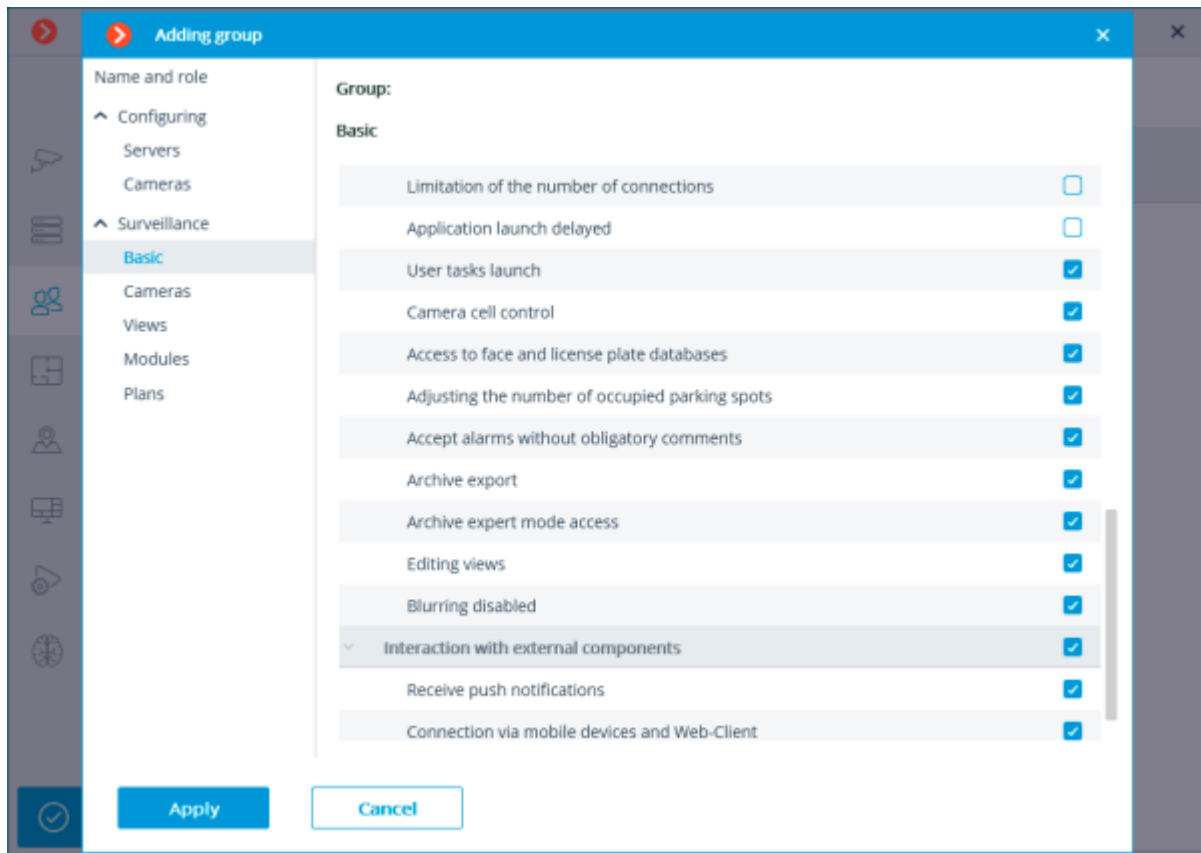 Adding group
Name and role
Configuring
Servers
Cameras
Surveillance
Basic
Cameras
Views
Modules
Plans
Group:
Basic
Limitation of the number of connections
Application launch delayed
User tasks launch
Camera cell control
Access to face and license plate databases
Adjusting the number of occupied parking spots
Accept alarms without obligatory comments
Archive export
Archive expert mode access
Editing views
Blurring disabled
Interaction with external components
Receive push notifications
Connection via mobile devices and Web-Client
Apply
Cancel